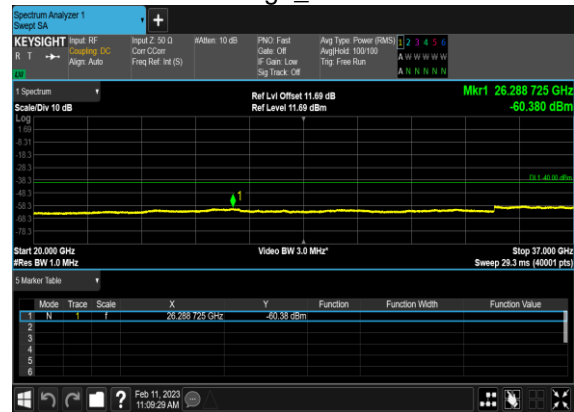 Spectrum Analyzer 1
Swept SA
+
KEYSIGHT Input: RF Input Z: 50 Ω #Atten: 10 dB PNO: Fast Avg Type: Power (RMS) 1 2 3 4 5 6
R T Coupling: DC Corr CCorr Gate: Off Avg|Hold: 100/100 A W W W W W
Align: Auto Freq Ref: Int (S) IF Gain: Low Trig: Free Run
LNI Sig Track: Off A N N N N N
1 Spectrum Ref Lvl Offset 11.69 dB Mkr1 26.288 725 GHz
Scale/Div 10 dB Ref Level 11.69 dBm -60.380 dBm
Log
1.69
-8.31
-18.3
-28.3
-38.3 DL1 -40.00 dBm
-48.3
1
-58.3
-68.3
-78.3
Start 20.000 GHz Video BW 3.0 MHz* Stop 37.000 GHz
#Res BW 1.0 MHz Sweep 29.3 ms (40001 pts)
5 Marker Table
Mode Trace Scale X Y Function Function Width Function Value
1 N 1 f 26.288 725 GHz -60.38 dBm
2
3
4
5
6
? Feb 11, 2023
11:09:29 AM